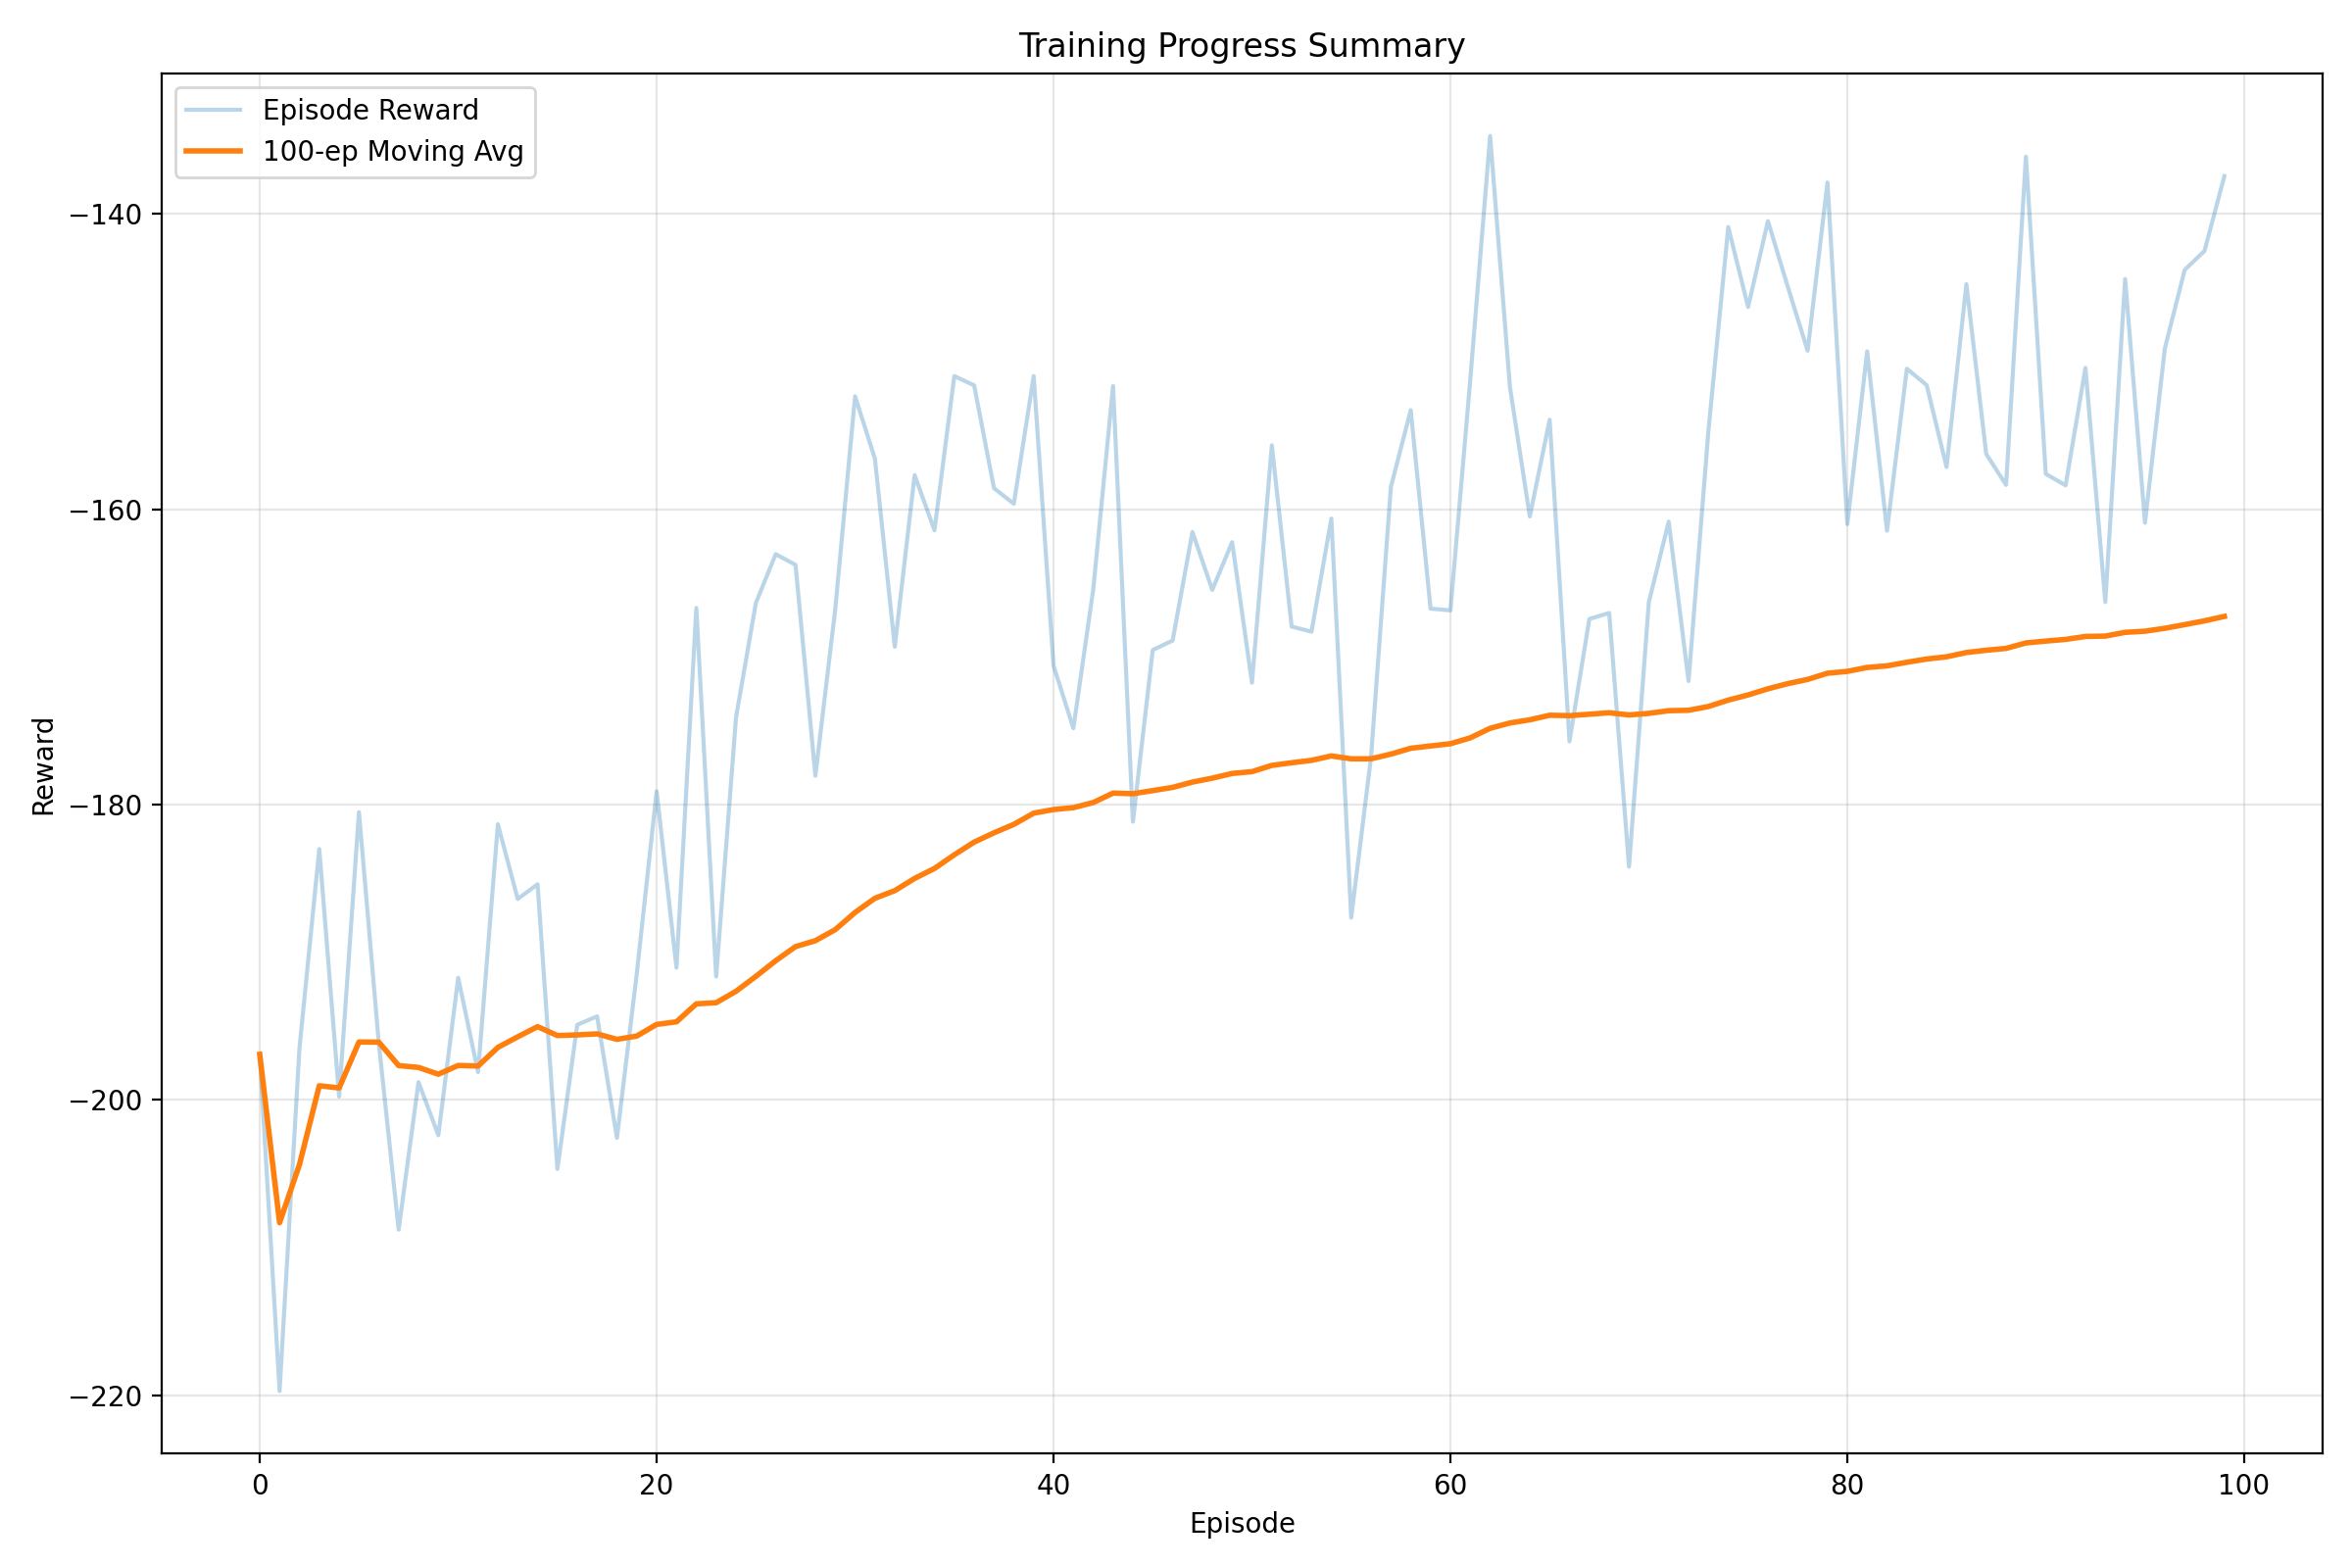 Training Progress Summary
Episode Reward
100-ep Moving Avg
−140
−160
−180
−200
−220
Reward
0 20 40 60 80 100
Episode